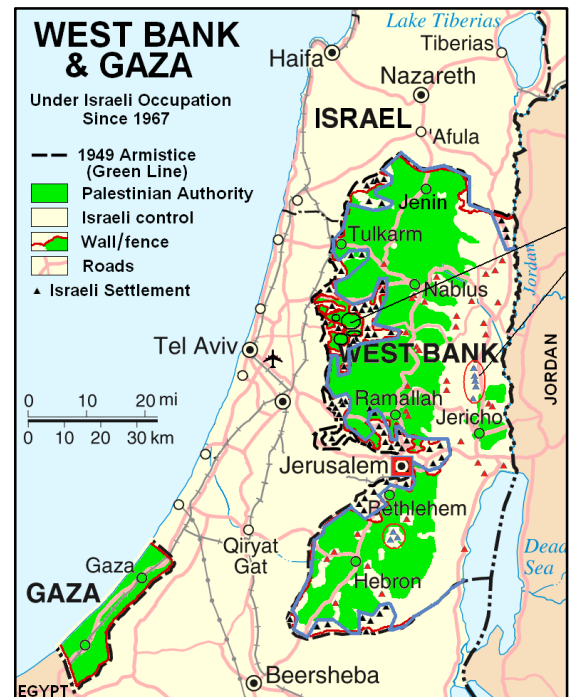 WEST BANK
& GAZA
Under Israeli Occupation
Since 1967
1949 Armistice
(Green Line)
Palestinian Authority
Israeli control
Wall/fence
Roads
Israeli Settlement
Lake Tiberias
Tiberias
Haifa
Nazareth
ISRAEL
'Afula
Jenin
Tulkarm
Nablus
Jordan
Tel Aviv
WEST BANK
JORDAN
0 10 20 mi
0 10 20 30 km
Ramallah
Jericho
Jerusalem
Bethlehem
Qiryat
Gat
Dead
Sea
Gaza
GAZA
Hebron
Beersheba
EGYPT